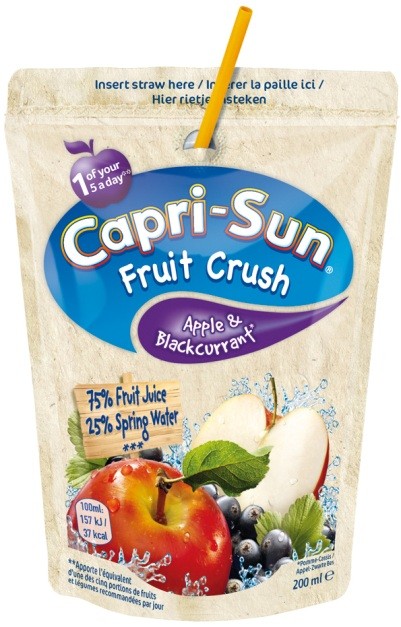 Insert straw here / Insérer la paille ici /
Hier rietje insteken
1 of your
5 a day◊◊
Capri-Sun®
Fruit Crush
Apple &
Blackcurrant*
75% Fruit Juice
25% Spring Water
***
100ml:
157 kJ /
37 kcal
**Apporte l'équivalent
d'une des cinq portions de fruits
et légumes recommandées par jour
*Pomme-Cassis /
Appel-Zwarte Bes
200 ml e